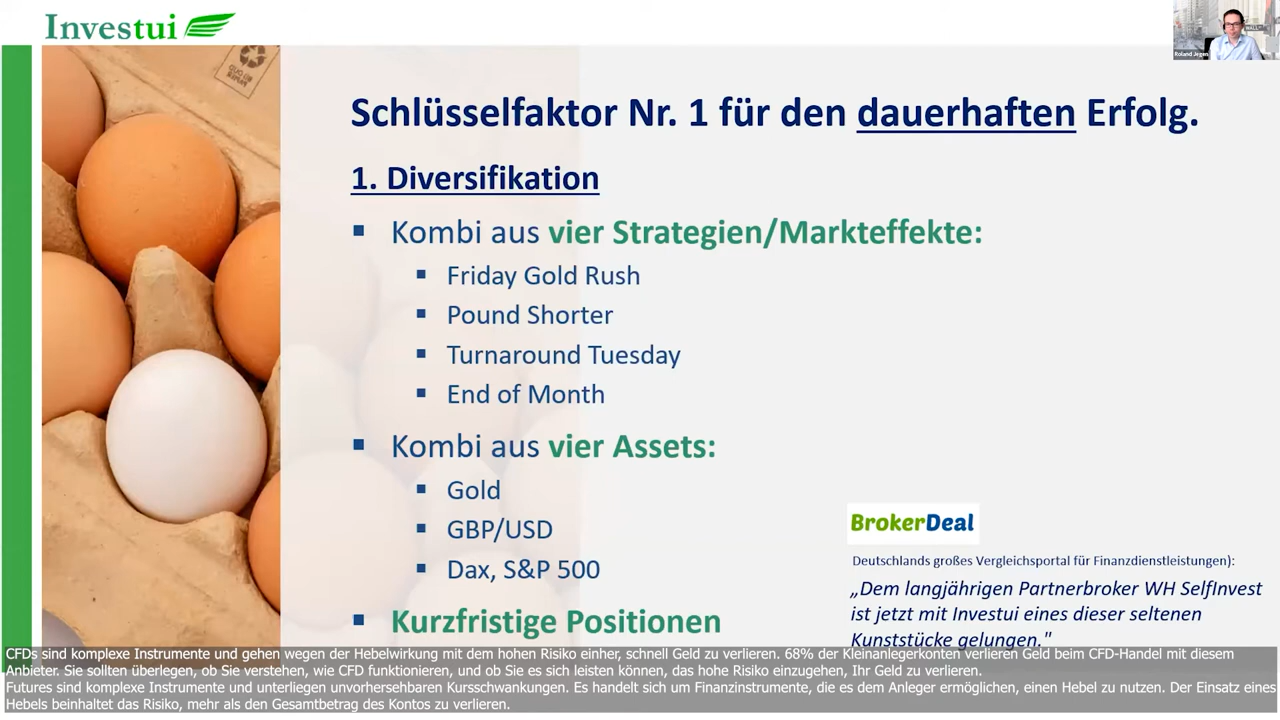 Investui
Roland Jegen
Schlüsselfaktor Nr. 1 für den dauerhaften Erfolg.
1. Diversifikation
▪ Kombi aus vier Strategien/Markteffekte:
▪ Friday Gold Rush
▪ Pound Shorter
▪ Turnaround Tuesday
▪ End of Month
▪ Kombi aus vier Assets:
▪ Gold
▪ GBP/USD
▪ Dax, S&P 500
▪ Kurzfristige Positionen
BrokerDeal
Deutschlands großes Vergleichsportal für Finanzdienstleistungen):
„Dem langjährigen Partnerbroker WH SelfInvest
ist jetzt mit Investui eines dieser seltenen
Kunststücke gelungen."
CFDs sind komplexe Instrumente und gehen wegen der Hebelwirkung mit dem hohen Risiko einher, schnell Geld zu verlieren. 68% der Kleinanlegerkonten verlieren Geld beim CFD-Handel mit diesem
Anbieter. Sie sollten überlegen, ob Sie verstehen, wie CFD funktionieren, und ob Sie es sich leisten können, das hohe Risiko einzugehen, Ihr Geld zu verlieren.
Futures sind komplexe Instrumente und unterliegen unvorhersehbaren Kursschwankungen. Es handelt sich um Finanzinstrumente, die es dem Anleger ermöglichen, einen Hebel zu nutzen. Der Einsatz eines
Hebels beinhaltet das Risiko, mehr als den Gesamtbetrag des Kontos zu verlieren.